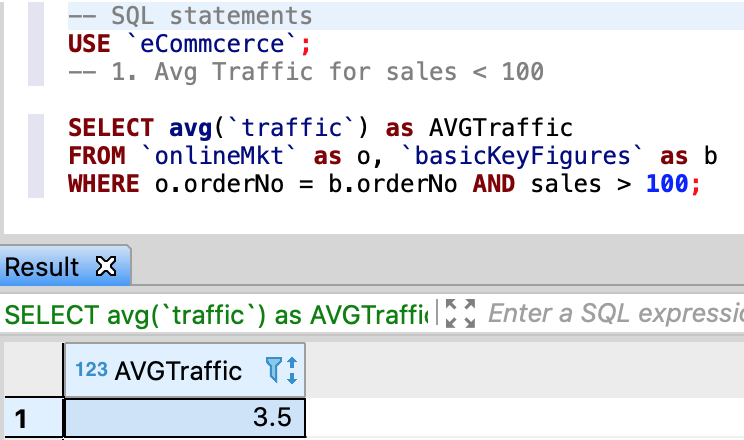 -- SQL statements
USE `eCommcerce`;
-- 1. Avg Traffic for sales < 100
SELECT avg(`traffic`) as AVGTraffic
FROM `onlineMkt` as o, `basicKeyFigures` as b
WHERE o.orderNo = b.orderNo AND sales > 100;
Result
SELECT avg(`traffic`) as AVGTraffic Enter a SQL expressio
123 AVGTraffic
1 3.5